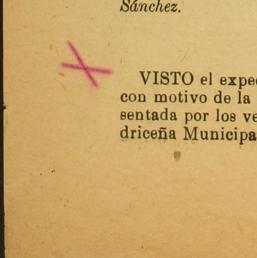 Sánchez.
VISTO el expe
con motivo de la
sentada por los ve
driceña Municipa